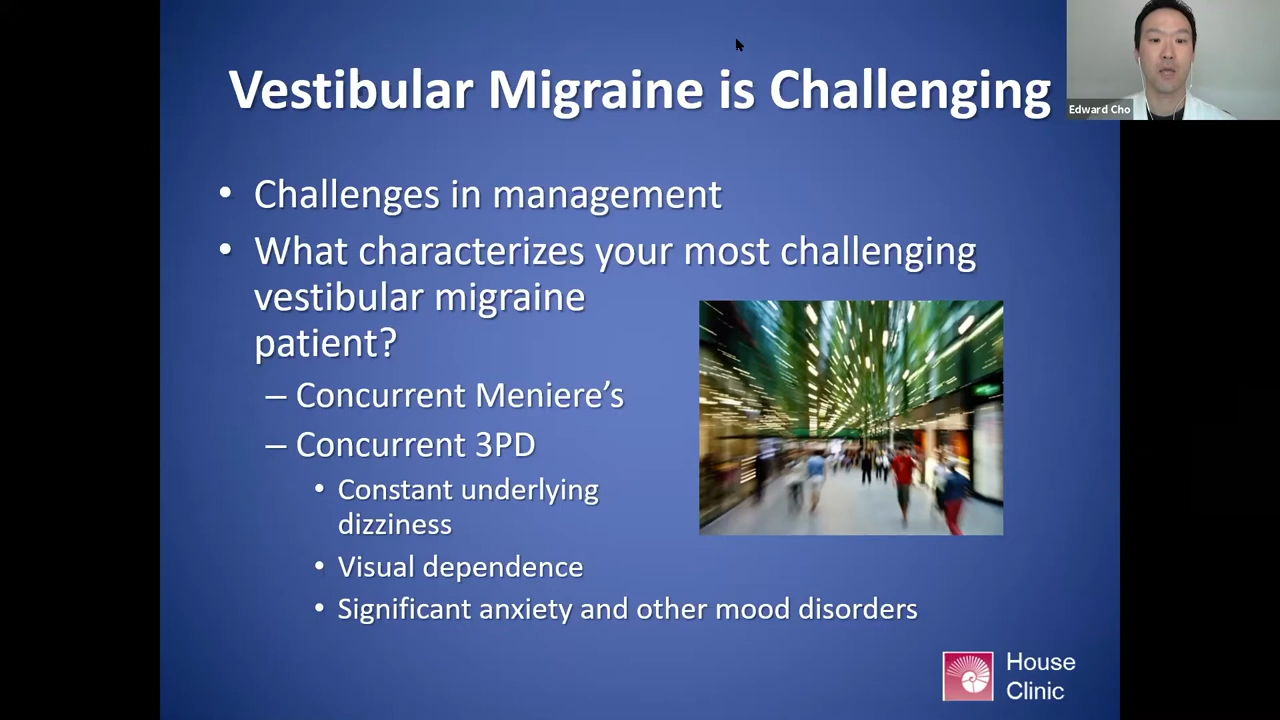 Vestibular Migraine is Challenging
Edward Cho
• Challenges in management
• What characterizes your most challenging
vestibular migraine
patient?
– Concurrent Meniere’s
– Concurrent 3PD
• Constant underlying
dizziness
• Visual dependence
• Significant anxiety and other mood disorders
House
Clinic